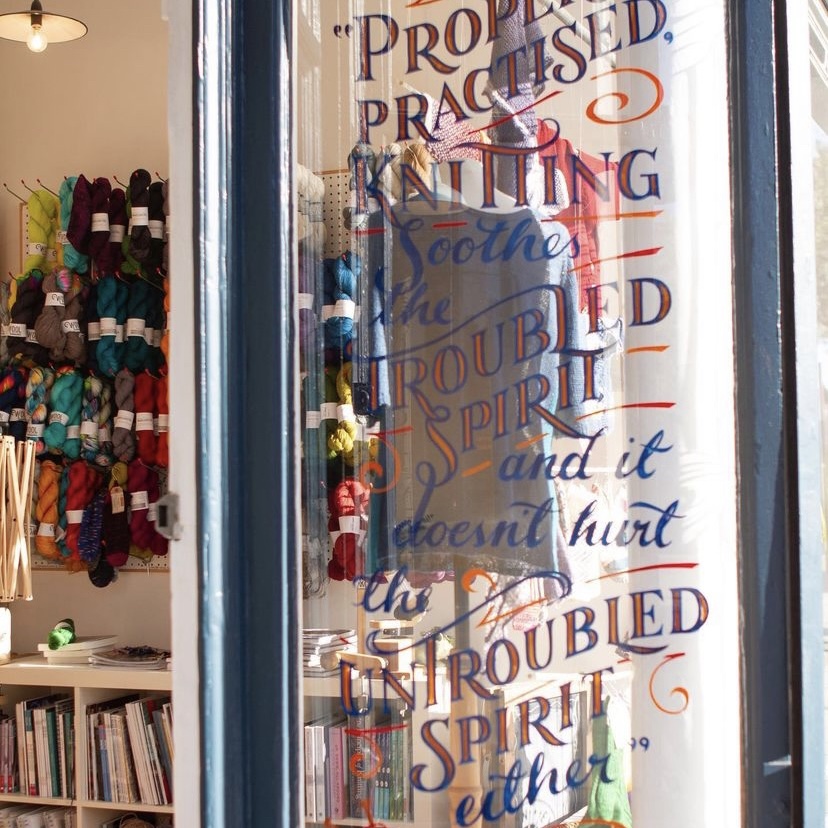 "PROPERLY
PRACTISED,
KNITTING
Soothes
the
TROUBLED
SPIRIT
and it
doesn't hurt
the
UNTROUBLED
SPIRIT
either"